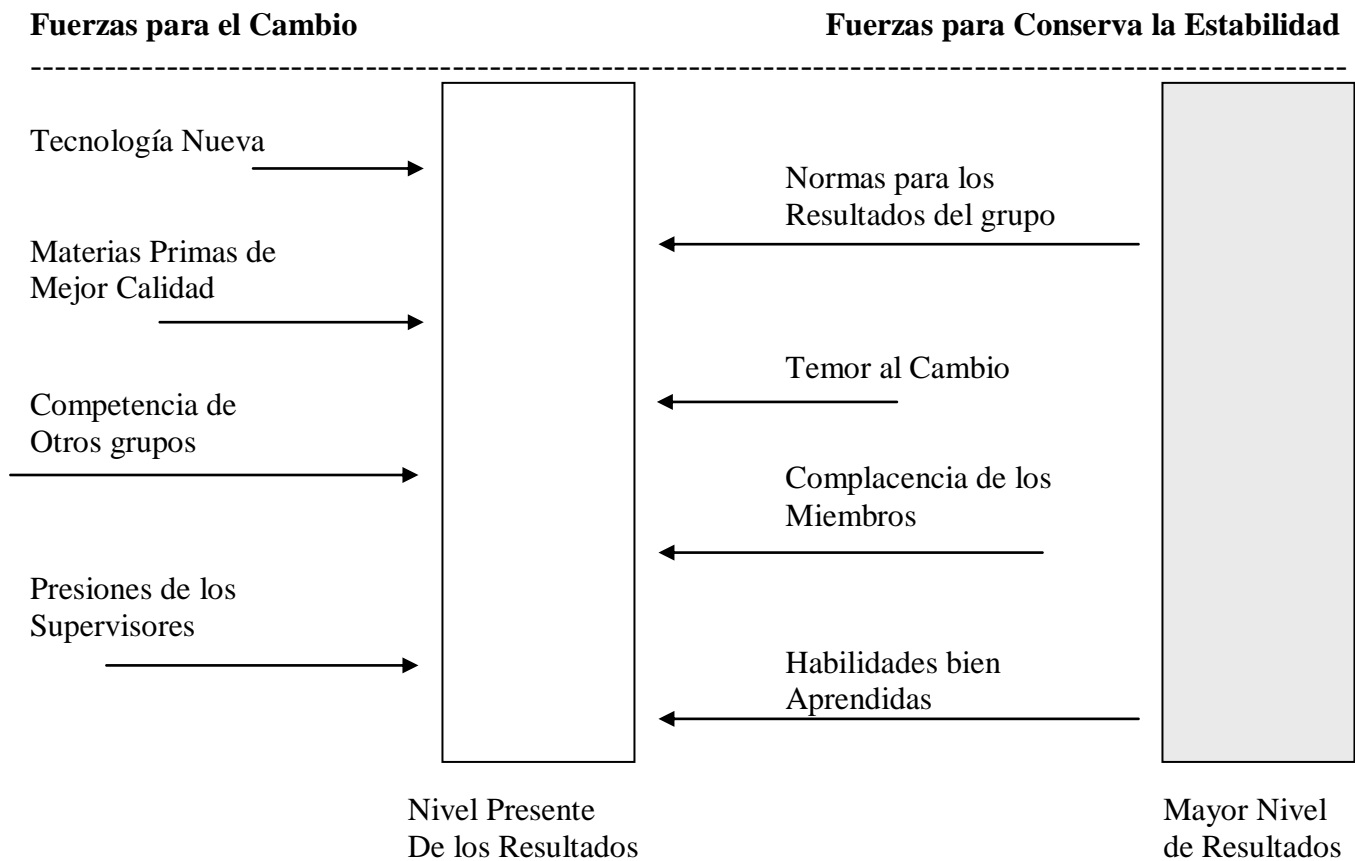 Fuerzas para el Cambio
Fuerzas para Conserva la Estabilidad
Tecnología Nueva
Materias Primas de
Mejor Calidad
Competencia de
Otros grupos
Presiones de los
Supervisores
Normas para los
Resultados del grupo
Temor al Cambio
Complacencia de los
Miembros
Habilidades bien
Aprendidas
Nivel Presente
De los Resultados
Mayor Nivel
de Resultados